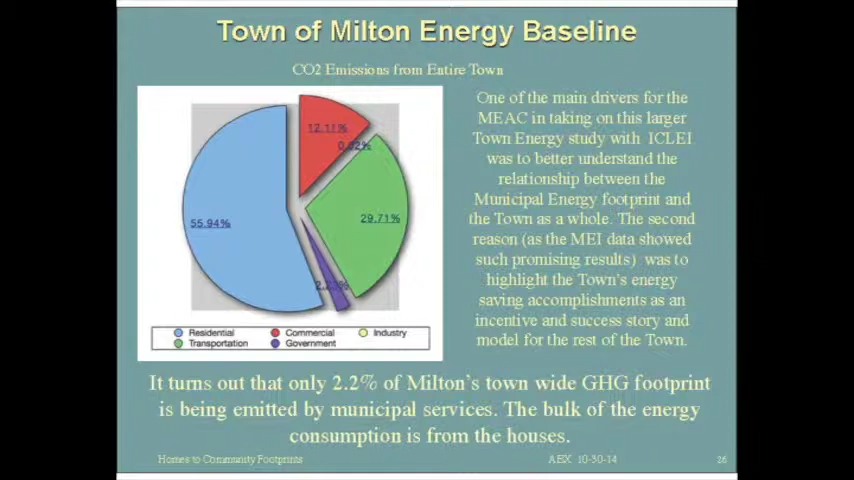 Town of Milton Energy Baseline
CO2 Emissions from Entire Town
12.11%
0.02%
55.94%
29.71%
Residential
Commercial
Industry
Transportation
Government
One of the main drivers for the
MEAC in taking on this larger
Town Energy study with ICLEI
was to better understand the
relationship between the
Municipal Energy footprint and
the Town as a whole. The second
reason (as the MEI data showed
such promising results) was to
highlight the Town's energy
saving accomplishments as an
incentive and success story and
model for the rest of the Town.
It turns out that only 2.2% of Milton's town wide GHG footprint
is being emitted by municipal services. The bulk of the energy
consumption is from the houses.
Homes to Community Footprints
10-30-14
26